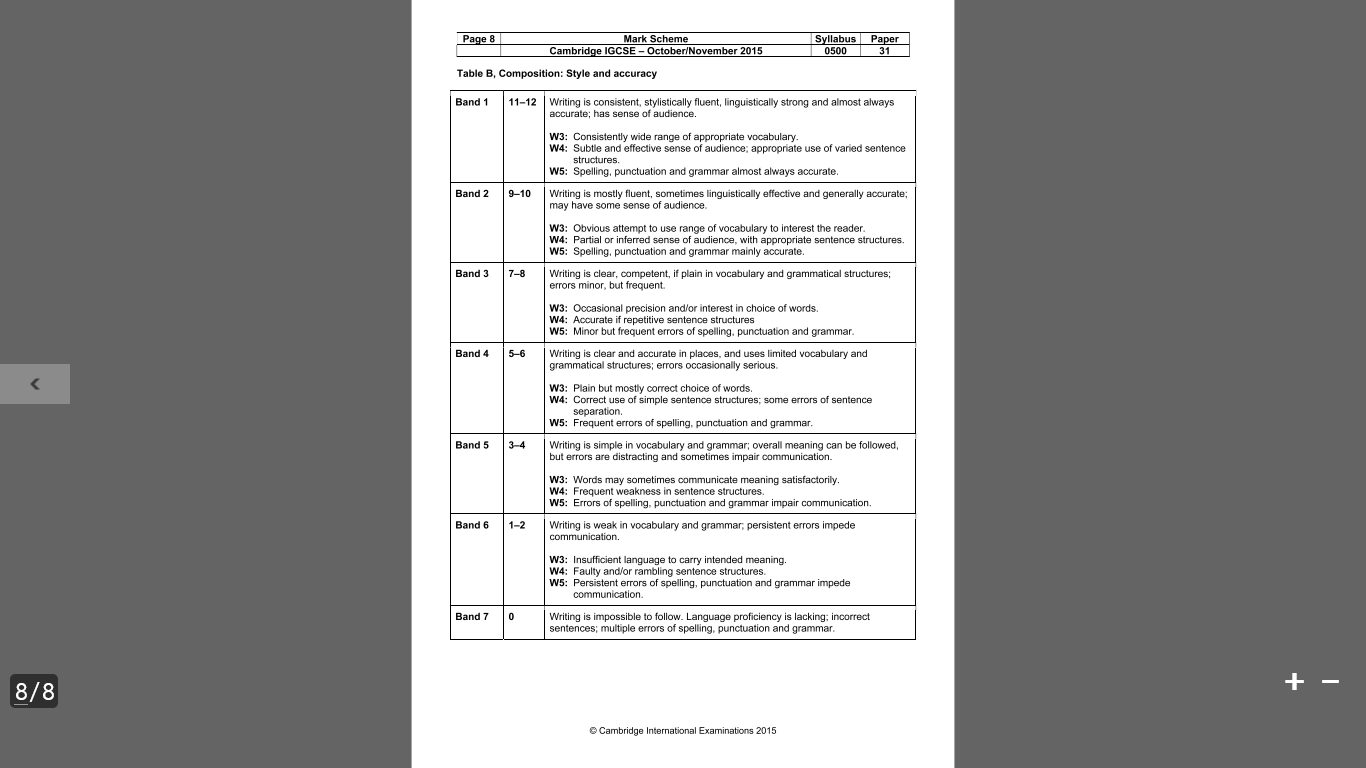 Page 8 Mark Scheme Syllabus Paper
Cambridge IGCSE – October/November 2015 0500 31
Table B, Composition: Style and accuracy
Band 1 11–12 Writing is consistent, stylistically fluent, linguistically strong and almost always
accurate; has sense of audience.
W3: Consistently wide range of appropriate vocabulary.
W4: Subtle and effective sense of audience; appropriate use of varied sentence
structures.
W5: Spelling, punctuation and grammar almost always accurate.
Band 2 9–10 Writing is mostly fluent, sometimes linguistically effective and generally accurate;
may have some sense of audience.
W3: Obvious attempt to use range of vocabulary to interest the reader.
W4: Partial or inferred sense of audience, with appropriate sentence structures.
W5: Spelling, punctuation and grammar mainly accurate.
Band 3 7–8 Writing is clear, competent, if plain in vocabulary and grammatical structures;
errors minor, but frequent.
W3: Occasional precision and/or interest in choice of words.
W4: Accurate if repetitive sentence structures
W5: Minor but frequent errors of spelling, punctuation and grammar.
Band 4 5–6 Writing is clear and accurate in places, and uses limited vocabulary and
grammatical structures; errors occasionally serious.
W3: Plain but mostly correct choice of words.
W4: Correct use of simple sentence structures; some errors of sentence
separation.
W5: Frequent errors of spelling, punctuation and grammar.
Band 5 3–4 Writing is simple in vocabulary and grammar; overall meaning can be followed,
but errors are distracting and sometimes impair communication.
W3: Words may sometimes communicate meaning satisfactorily.
W4: Frequent weakness in sentence structures.
W5: Errors of spelling, punctuation and grammar impair communication.
Band 6 1–2 Writing is weak in vocabulary and grammar; persistent errors impede
communication.
W3: Insufficient language to carry intended meaning.
W4: Faulty and/or rambling sentence structures.
W5: Persistent errors of spelling, punctuation and grammar impede
communication.
Band 7 0 Writing is impossible to follow. Language proficiency is lacking; incorrect
sentences; multiple errors of spelling, punctuation and grammar.
8/8
© Cambridge International Examinations 2015